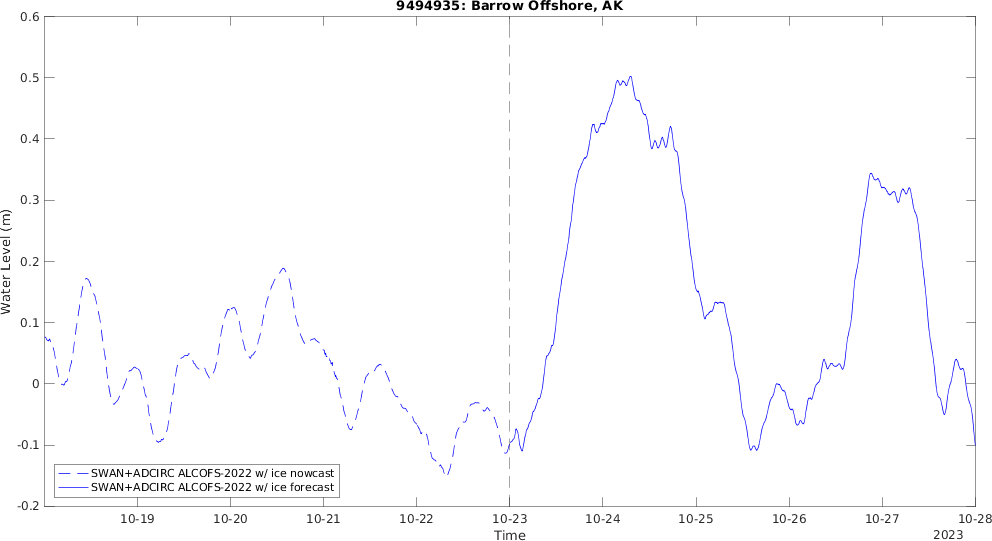 9494935: Barrow Offshore, AK
0.6
0.5
0.4
0.3
0.2
0.1
0
-0.1
-0.2
Water Level (m)
SWAN+ADCIRC ALCOFS-2022 w/ ice nowcast
SWAN+ADCIRC ALCOFS-2022 w/ ice forecast
10-19 10-20 10-21 10-22 10-23 10-24 10-25 10-26 10-27 10-28
Time
2023